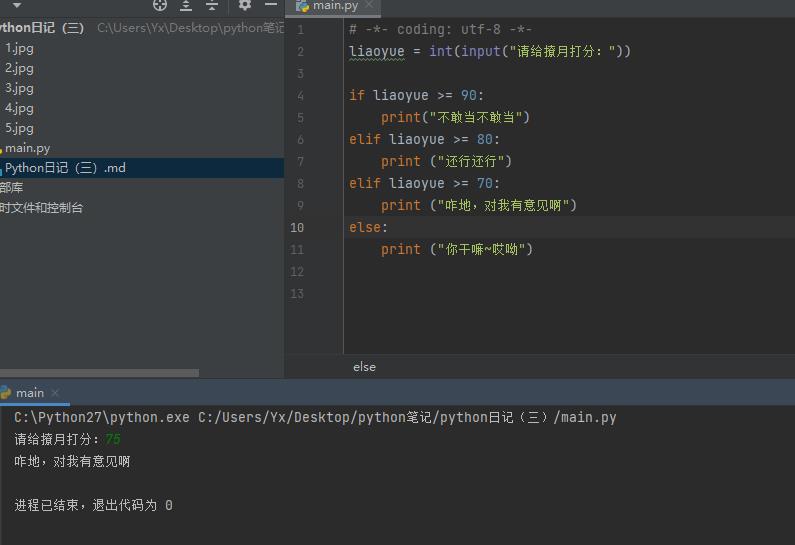 ython日记（三） C:\Users\Yx\Desktop\python笔记
1.jpg
2.jpg
3.jpg
4.jpg
5.jpg
main.py
Python日记（三）.md
部库
时文件和控制台
main.py
1 # -*- coding: utf-8 -*-
2 liaoyue = int(input("请给撩月打分："))
3
4 if liaoyue >= 90:
5 print("不敢当不敢当")
6 elif liaoyue >= 80:
7 print ("还行还行")
8 elif liaoyue >= 70:
9 print ("咋地，对我有意见啊")
10 else:
11 print ("你干嘛~哎呦")
12
13
else
main
C:\Python27\python.exe C:/Users/Yx/Desktop/python笔记/python日记（三）/main.py
请给撩月打分：75
咋地，对我有意见啊
进程已结束，退出代码为 0